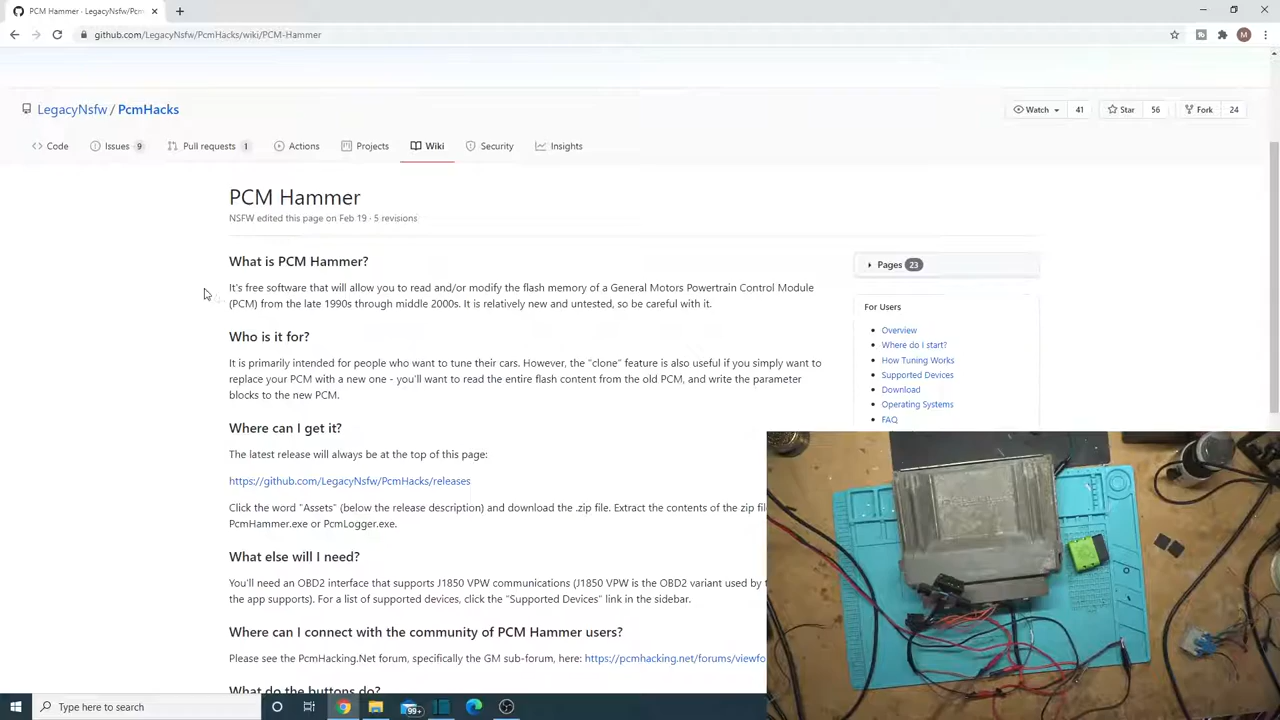 PCM Hammer - LegacyNsfw/PcmHa
github.com/LegacyNsfw/PcmHacks/wiki/PCM-Hammer
M
LegacyNsfw / PcmHacks
Watch 41 Star 56 Fork 24
Code Issues 9 Pull requests 1 Actions Projects Wiki Security Insights
PCM Hammer
NSFW edited this page on Feb 19 · 5 revisions
What is PCM Hammer?
It's free software that will allow you to read and/or modify the flash memory of a General Motors Powertrain Control Module
(PCM) from the late 1990s through middle 2000s. It is relatively new and untested, so be careful with it.
Who is it for?
It is primarily intended for people who want to tune their cars. However, the "clone" feature is also useful if you simply want to
replace your PCM with a new one - you'll want to read the entire flash content from the old PCM, and write the parameter
blocks to the new PCM.
Where can I get it?
The latest release will always be at the top of this page:
https://github.com/LegacyNsfw/PcmHacks/releases
Click the word "Assets" (below the release description) and download the .zip file. Extract the contents of the zip fil
PcmHammer.exe or PcmLogger.exe.
What else will I need?
You'll need an OBD2 interface that supports J1850 VPW communications (J1850 VPW is the OBD2 variant used by t
the app supports). For a list of supported devices, click the "Supported Devices" link in the sidebar.
Where can I connect with the community of PCM Hammer users?
Please see the PcmHacking.Net forum, specifically the GM sub-forum, here: https://pcmhacking.net/forums/viewfo
What do the buttons do?
Pages 23
For Users
Overview
Where do I start?
How Tuning Works
Supported Devices
Download
Operating Systems
FAQ
Type here to search
99+